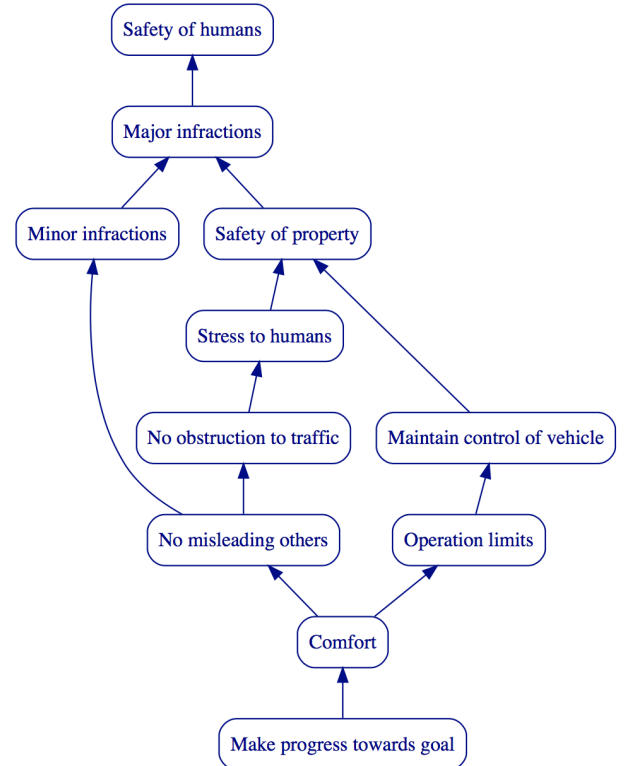 Safety of humans
Major infractions
Minor infractions
Safety of property
Stress to humans
No obstruction to traffic
Maintain control of vehicle
No misleading others
Operation limits
Comfort
Make progress towards goal